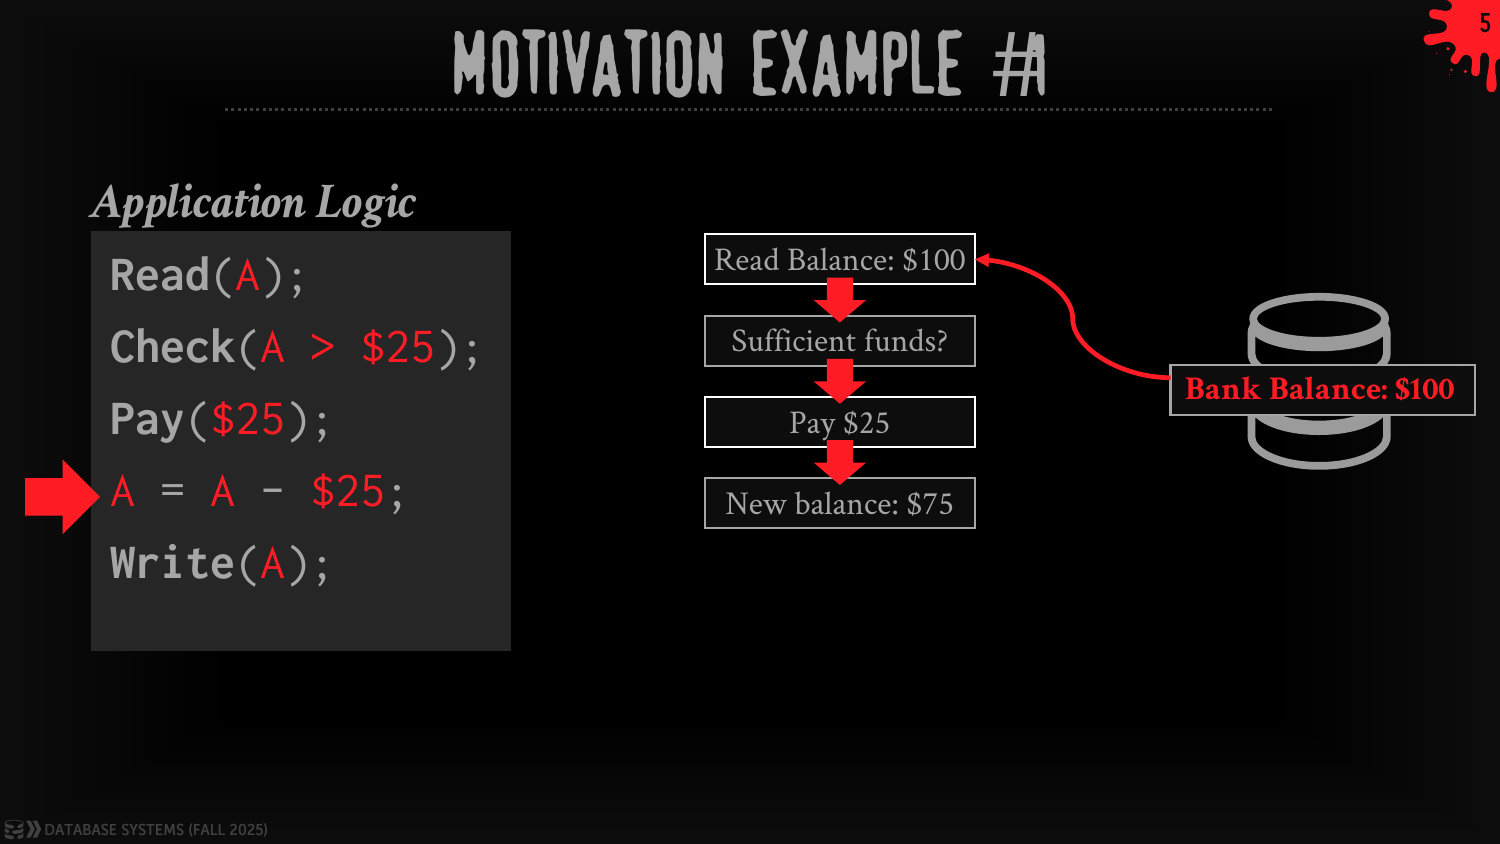 5
MOTIVATION EXAMPLE #1
Application Logic
Read(A);
Check(A > $25);
Pay($25);
A = A - $25;
Write(A);
Read Balance: $100
Sufficient funds?
Pay $25
New balance: $75
Bank Balance: $100
DATABASE SYSTEMS (FALL 2025)